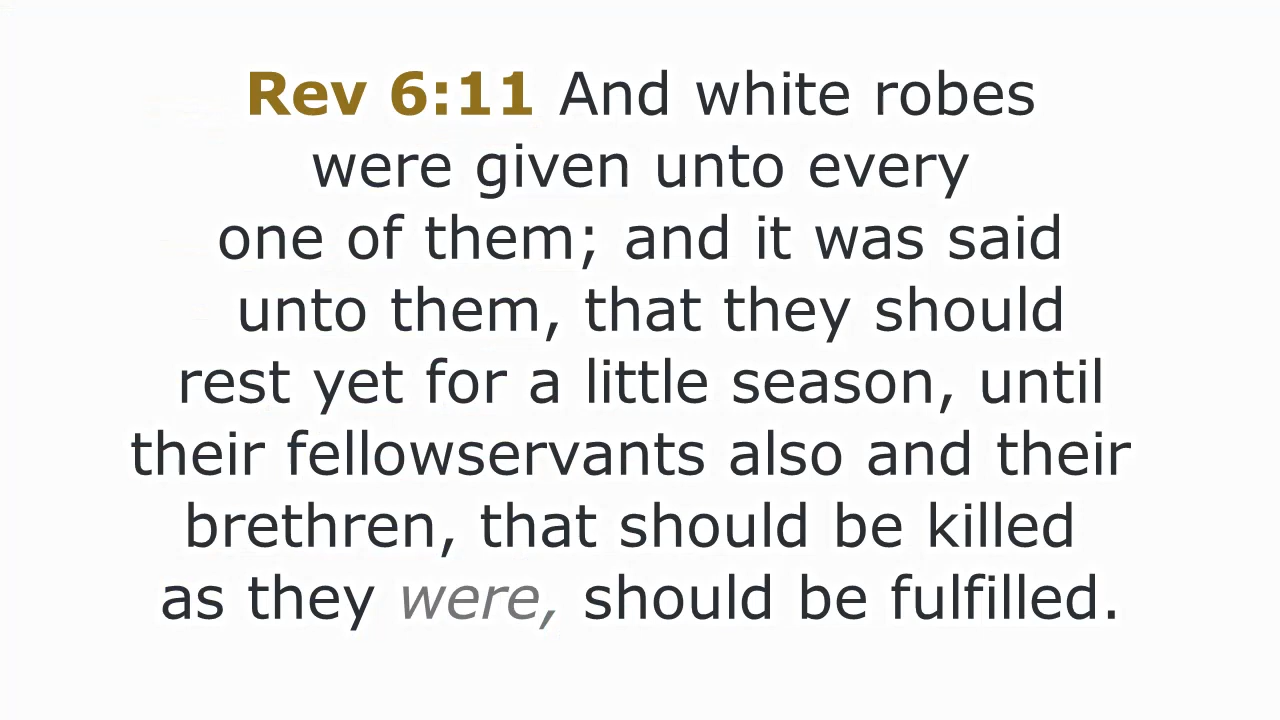 Rev 6:11 And white robes
were given unto every
one of them; and it was said
unto them, that they should
rest yet for a little season, until
their fellowservants also and their
brethren, that should be killed
as they were, should be fulfilled.